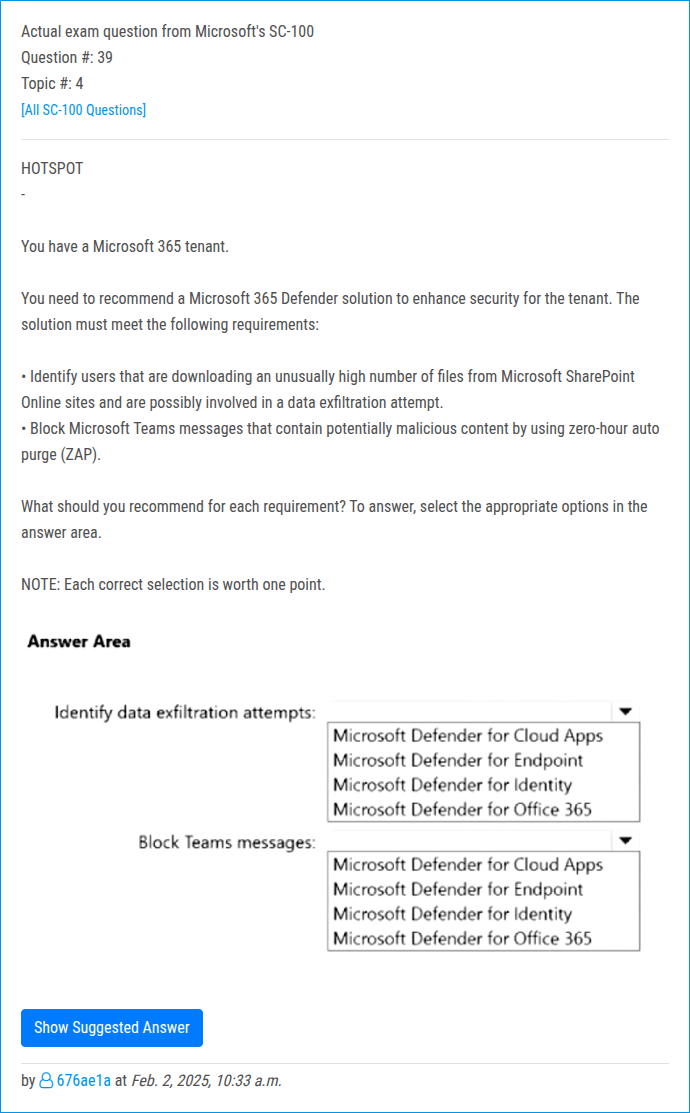 Actual exam question from Microsoft's SC-100
Question #: 39
Topic #: 4
[All SC-100 Questions]
HOTSPOT
-
You have a Microsoft 365 tenant.
You need to recommend a Microsoft 365 Defender solution to enhance security for the tenant. The
solution must meet the following requirements:
• Identify users that are downloading an unusually high number of files from Microsoft SharePoint
Online sites and are possibly involved in a data exfiltration attempt.
• Block Microsoft Teams messages that contain potentially malicious content by using zero-hour auto
purge (ZAP).
What should you recommend for each requirement? To answer, select the appropriate options in the
answer area.
NOTE: Each correct selection is worth one point.
Answer Area
Identify data exfiltration attempts:
Microsoft Defender for Cloud Apps
Microsoft Defender for Endpoint
Microsoft Defender for Identity
Microsoft Defender for Office 365
Block Teams messages:
Microsoft Defender for Cloud Apps
Microsoft Defender for Endpoint
Microsoft Defender for Identity
Microsoft Defender for Office 365
Show Suggested Answer
by 676ae1a at Feb. 2, 2025, 10:33 a.m.